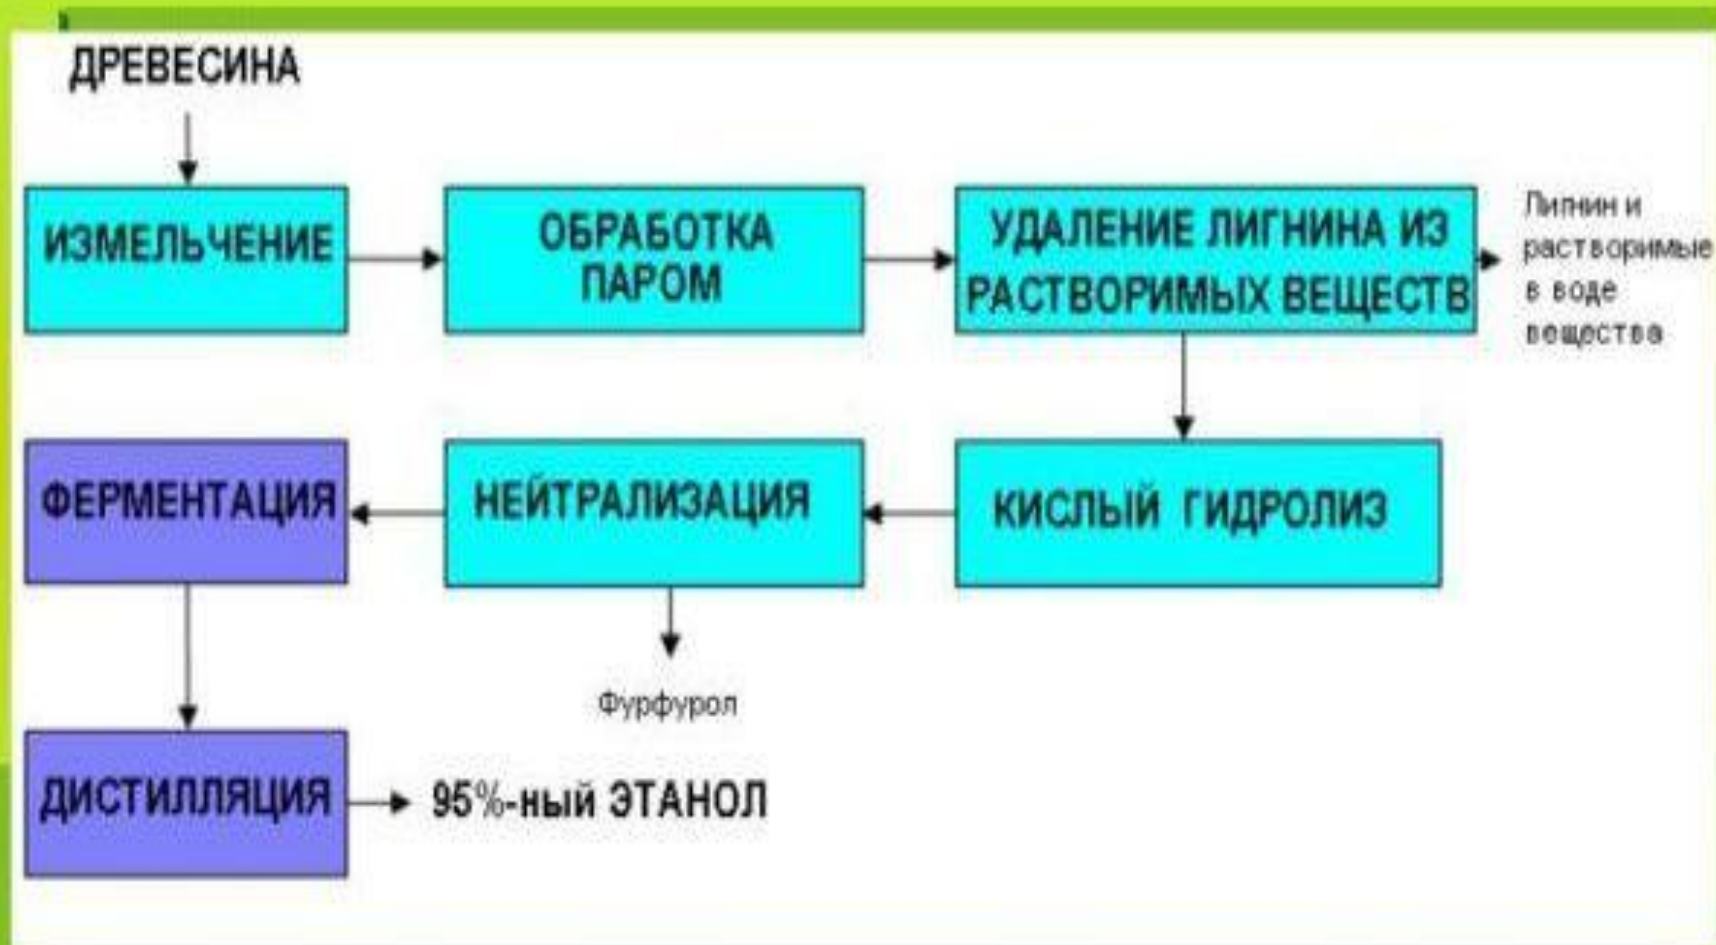 ДРЕВЕСИНА
ИЗМЕЛЬЧЕНИЕ
ОБРАБОТКА
ПАРОМ
УДАЛЕНИЕ ЛИГНИНА ИЗ
РАСТВОРИМЫХ ВЕЩЕСТВ
Лигнин и
растворимые
в воде
вещества
ФЕРМЕНТАЦИЯ
НЕЙТРАЛИЗАЦИЯ
КИСЛЫЙ ГИДРОЛИЗ
Фурфурол
ДИСТИЛЛЯЦИЯ
95%-ный ЭТАНОЛ